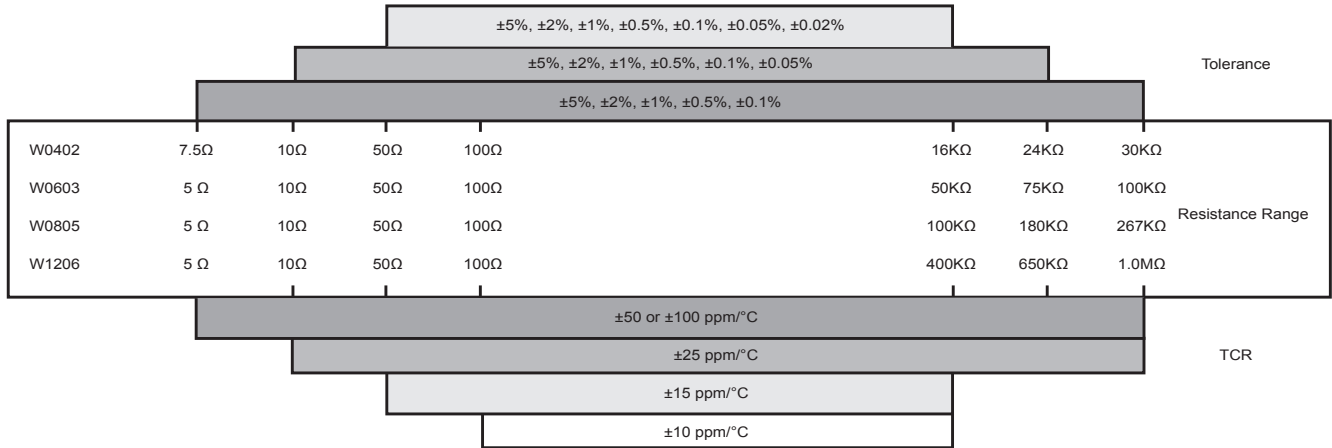 ±5%, ±2%, ±1%, ±0.5%, ±0.1%, ±0.05%, ±0.02%
±5%, ±2%, ±1%, ±0.5%, ±0.1%, ±0.05%
Tolerance
±5%, ±2%, ±1%, ±0.5%, ±0.1%
W0402 7.5Ω 10Ω 50Ω 100Ω 16KΩ 24KΩ 30KΩ
W0603 5 Ω 10Ω 50Ω 100Ω 50KΩ 75KΩ 100KΩ
Resistance Range
W0805 5 Ω 10Ω 50Ω 100Ω 100KΩ 180KΩ 267KΩ
W1206 5 Ω 10Ω 50Ω 100Ω 400KΩ 650KΩ 1.0MΩ
±50 or ±100 ppm/°C
±25 ppm/°C
TCR
±15 ppm/°C
±10 ppm/°C